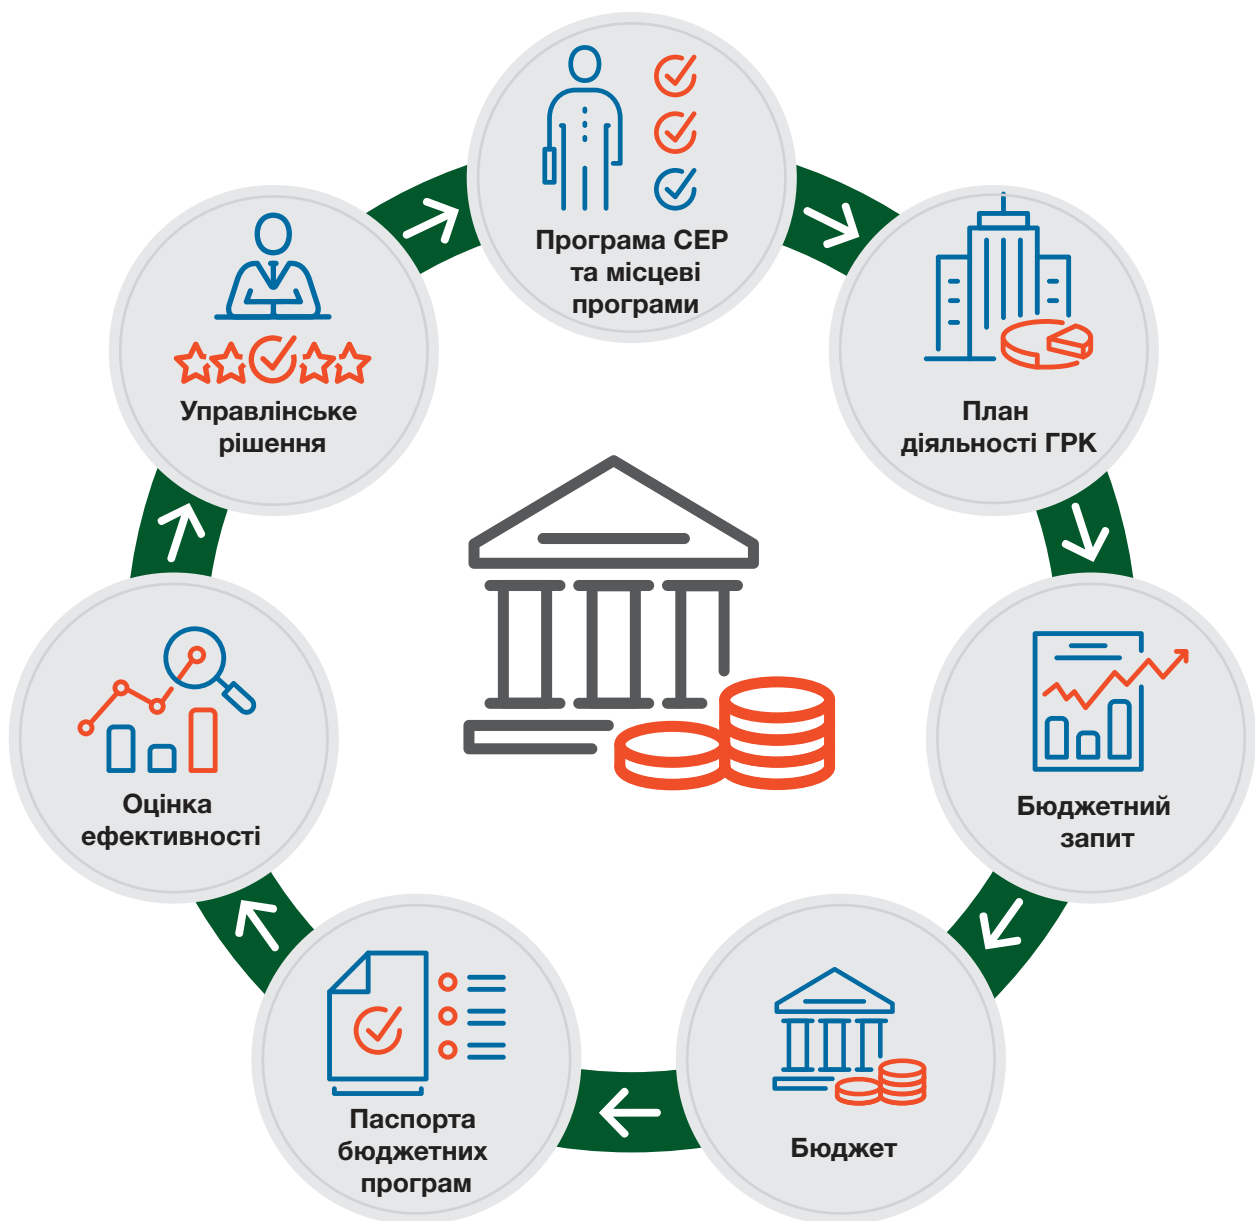 Програма СЕР
та місцеві
програми
План
діяльності ГРК
Бюджетний
запит
Бюджет
Паспорта
бюджетних
програм
Оцінка
ефективності
Управлінське
рішення